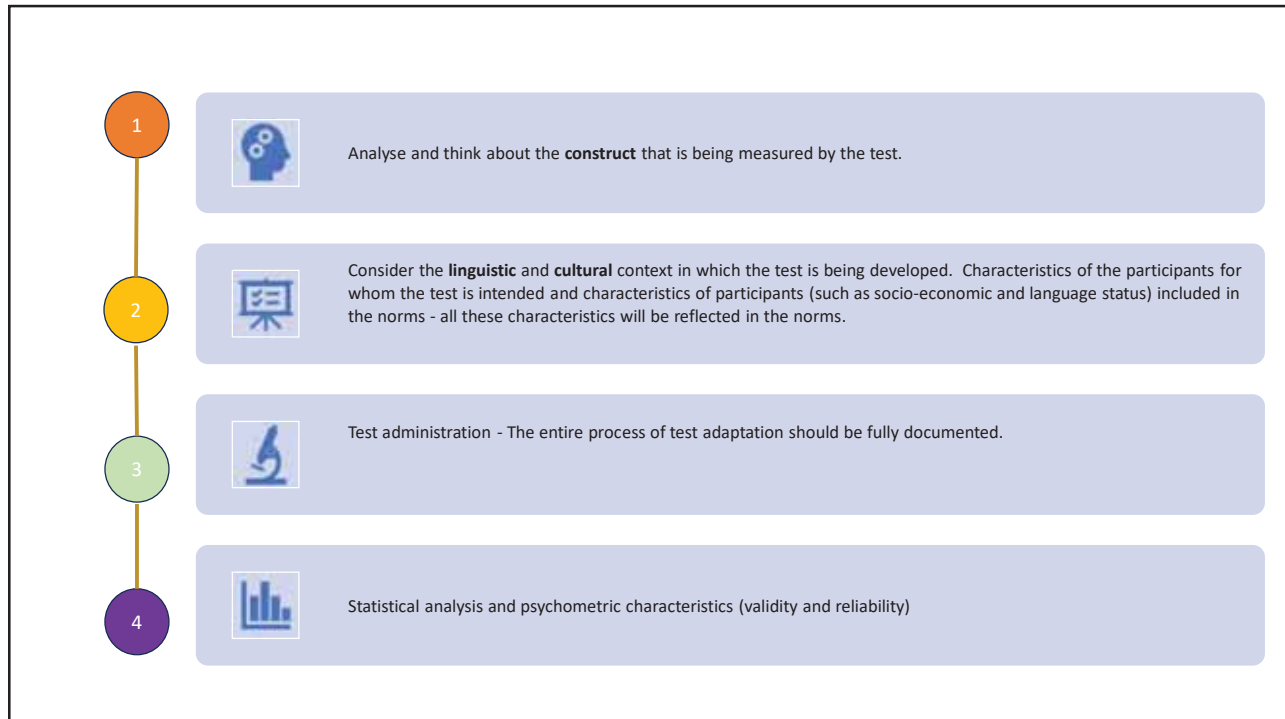 1
Analyse and think about the construct that is being measured by the test.
2
Consider the linguistic and cultural context in which the test is being developed. Characteristics of the participants for
whom the test is intended and characteristics of participants (such as socio-economic and language status) included in
the norms - all these characteristics will be reflected in the norms.
3
Test administration - The entire process of test adaptation should be fully documented.
4
Statistical analysis and psychometric characteristics (validity and reliability)